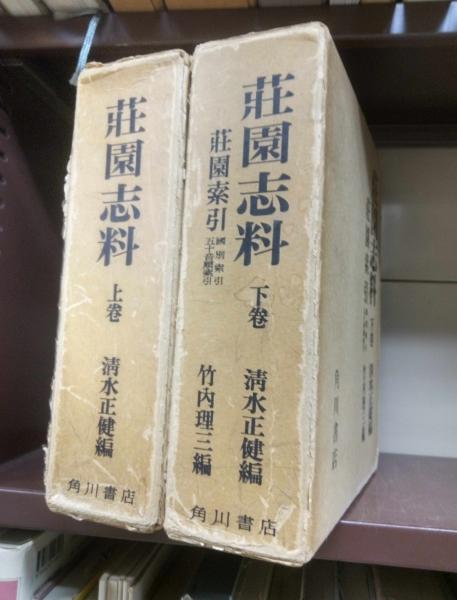 莊園志料
上卷
清水正健編
角川書店
莊園志料
下卷
清水正健編
莊園索引
國別索引
五十音順索引
竹內理三編
角川書店
角川書店